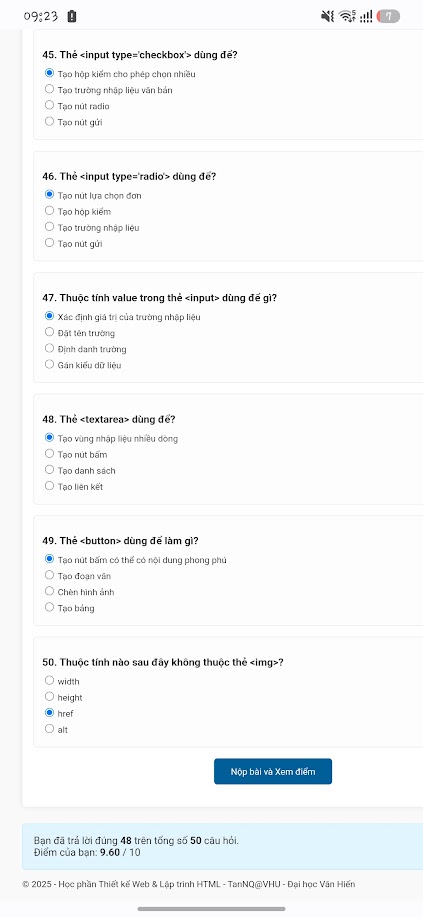 09:23
7
45. Thẻ <input type='checkbox'> dùng để?
Tạo hộp kiểm cho phép chọn nhiều
Tạo trường nhập liệu văn bản
Tạo nút radio
Tạo nút gửi
46. Thẻ <input type='radio'> dùng để?
Tạo nút lựa chọn đơn
Tạo hộp kiểm
Tạo trường nhập liệu
Tạo nút gửi
47. Thuộc tính value trong thẻ <input> dùng để gì?
Xác định giá trị của trường nhập liệu
Đặt tên trường
Định danh trường
Gán kiểu dữ liệu
48. Thẻ <textarea> dùng để?
Tạo vùng nhập liệu nhiều dòng
Tạo nút bấm
Tạo danh sách
Tạo liên kết
49. Thẻ <button> dùng để làm gì?
Tạo nút bấm có thể có nội dung phong phú
Tạo đoạn văn
Chèn hình ảnh
Tạo bảng
50. Thuộc tính nào sau đây không thuộc thẻ <img>?
width
height
href
alt
Nộp bài và Xem điểm
Bạn đã trả lời đúng 48 trên tổng số 50 câu hỏi.
Điểm của bạn: 9.60 / 10
© 2025 - Học phần Thiết kế Web & Lập trình HTML - TanNQ@VHU - Đại học Văn Hiến